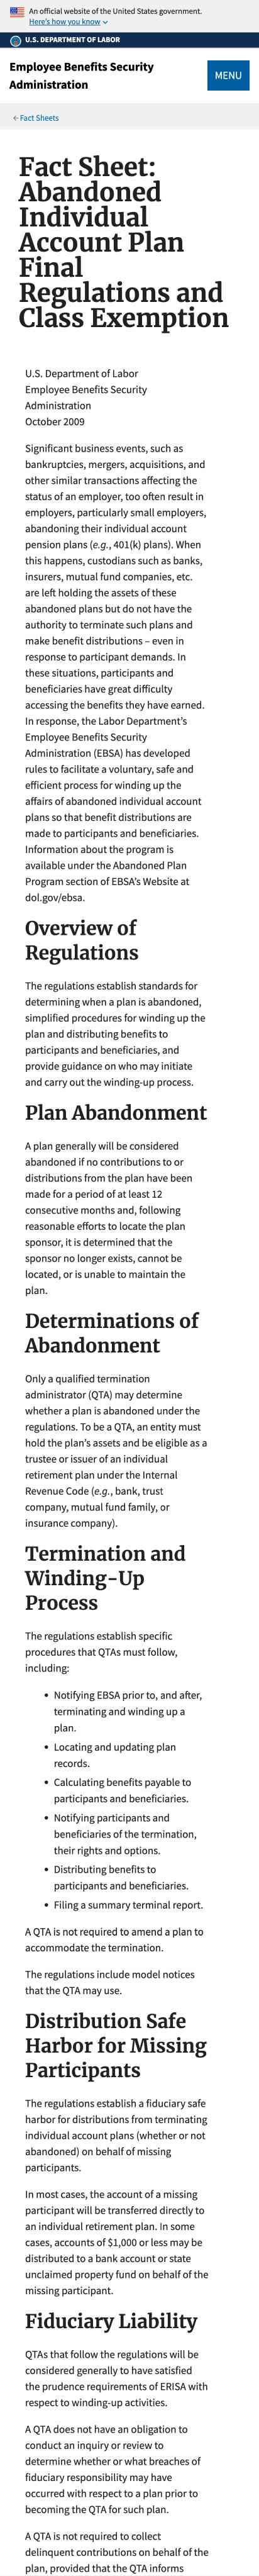 An official website of the United States government.
Here's how you know
U.S. DEPARTMENT OF LABOR
Employee Benefits Security
Administration
MENU
← Fact Sheets
Fact Sheet:
Abandoned
Individual
Account Plan
Final
Regulations and
Class Exemption
U.S. Department of Labor
Employee Benefits Security
Administration
October 2009
Significant business events, such as
bankruptcies, mergers, acquisitions, and
other similar transactions affecting the
status of an employer, too often result in
employers, particularly small employers,
abandoning their individual account
pension plans (e.g., 401(k) plans). When
this happens, custodians such as banks,
insurers, mutual fund companies, etc.
are left holding the assets of these
abandoned plans but do not have the
authority to terminate such plans and
make benefit distributions – even in
response to participant demands. In
these situations, participants and
beneficiaries have great difficulty
accessing the benefits they have earned.
In response, the Labor Department's
Employee Benefits Security
Administration (EBSA) has developed
rules to facilitate a voluntary, safe and
efficient process for winding up the
affairs of abandoned individual account
plans so that benefit distributions are
made to participants and beneficiaries.
Information about the program is
available under the Abandoned Plan
Program section of EBSA's Website at
dol.gov/ebsa.
Overview of
Regulations
The regulations establish standards for
determining when a plan is abandoned,
simplified procedures for winding up the
plan and distributing benefits to
participants and beneficiaries, and
provide guidance on who may initiate
and carry out the winding-up process.
Plan Abandonment
A plan generally will be considered
abandoned if no contributions to or
distributions from the plan have been
made for a period of at least 12
consecutive months and, following
reasonable efforts to locate the plan
sponsor, it is determined that the
sponsor no longer exists, cannot be
located, or is unable to maintain the
plan.
Determinations of
Abandonment
Only a qualified termination
administrator (QTA) may determine
whether a plan is abandoned under the
regulations. To be a QTA, an entity must
hold the plan's assets and be eligible as a
trustee or issuer of an individual
retirement plan under the Internal
Revenue Code (e.g., bank, trust
company, mutual fund family, or
insurance company).
Termination and
Winding-Up
Process
The regulations establish specific
procedures that QTAs must follow,
including:
• Notifying EBSA prior to, and after,
terminating and winding up a
plan.
• Locating and updating plan
records.
• Calculating benefits payable to
participants and beneficiaries.
• Notifying participants and
beneficiaries of the termination,
their rights and options.
• Distributing benefits to
participants and beneficiaries.
• Filing a summary terminal report.
A QTA is not required to amend a plan to
accommodate the termination.
The regulations include model notices
that the QTA may use.
Distribution Safe
Harbor for Missing
Participants
The regulations establish a fiduciary safe
harbor for distributions from terminating
individual account plans (whether or not
abandoned) on behalf of missing
participants.
In most cases, the account of a missing
participant will be transferred directly to
an individual retirement plan. In some
cases, accounts of $1,000 or less may be
distributed to a bank account or state
unclaimed property fund on behalf of the
missing participant.
Fiduciary Liability
QTAs that follow the regulations will be
considered generally to have satisfied
the prudence requirements of ERISA with
respect to winding-up activities.
A QTA does not have an obligation to
conduct an inquiry or review to
determine whether or what breaches of
fiduciary responsibility may have
occurred with respect to a plan prior to
becoming the QTA for such plan.
A QTA is not required to collect
delinquent contributions on behalf of the
plan, provided that the QTA informs